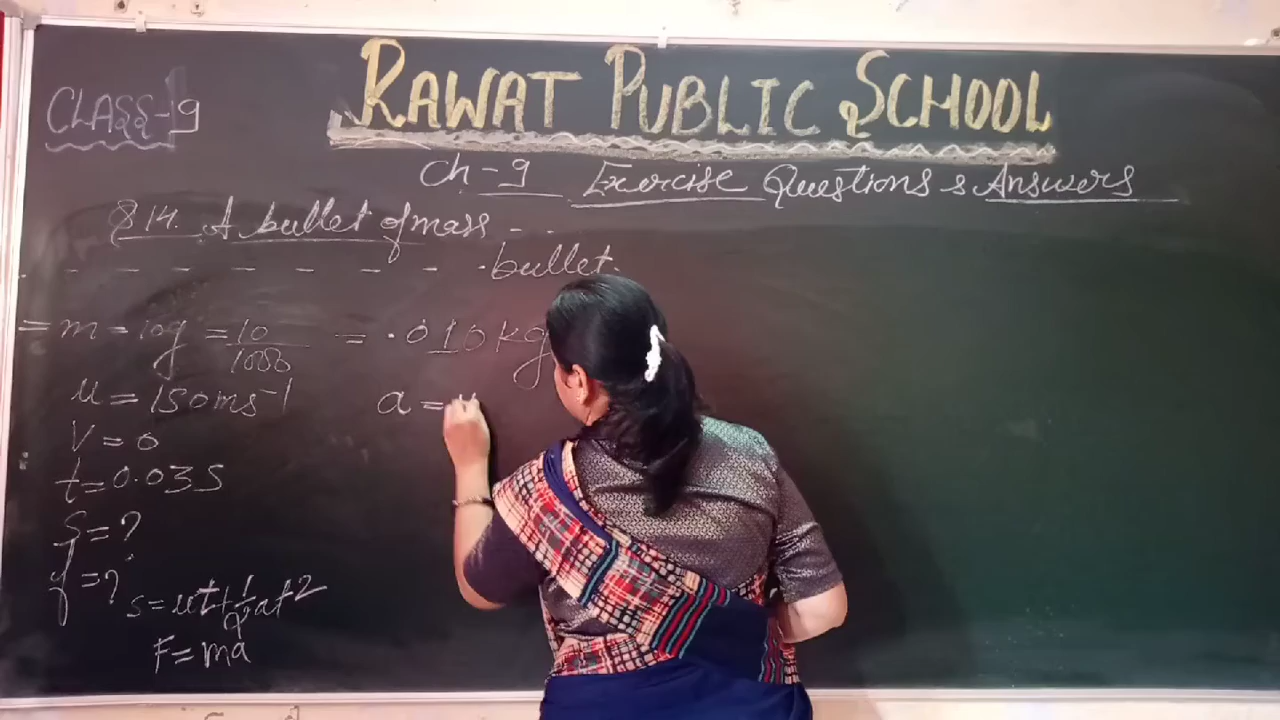 CLASS-9
RAWAT PUBLIC SCHOOL
Ch-9 Exercise Questions & Answers
Q 14. A bullet of mass - - -
- - - - - - - - bullet.
= m = 10g = 10/1000 = .010 kg
u = 150 ms⁻¹ a =
V = 0
t = 0.03 S
S = ?
f = ?
s = ut + 1/2 at²
F = ma